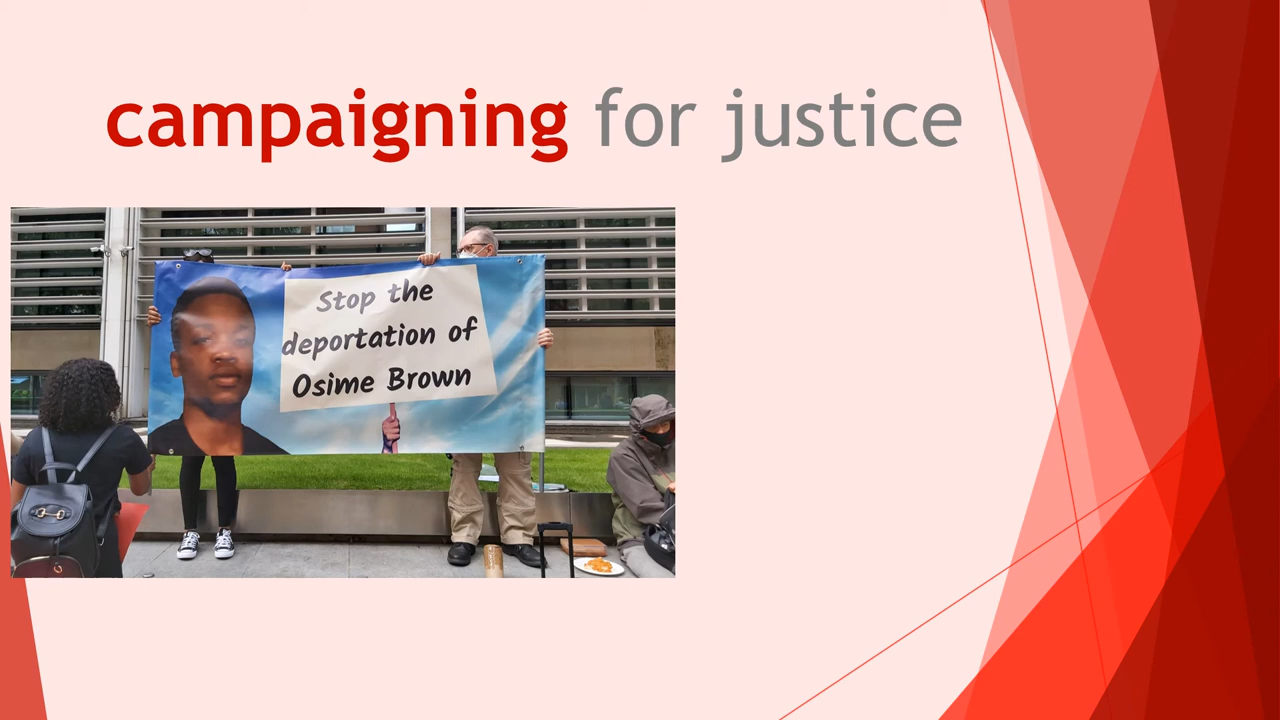 campaigning for justice
Stop the
deportation of
Osime Brown